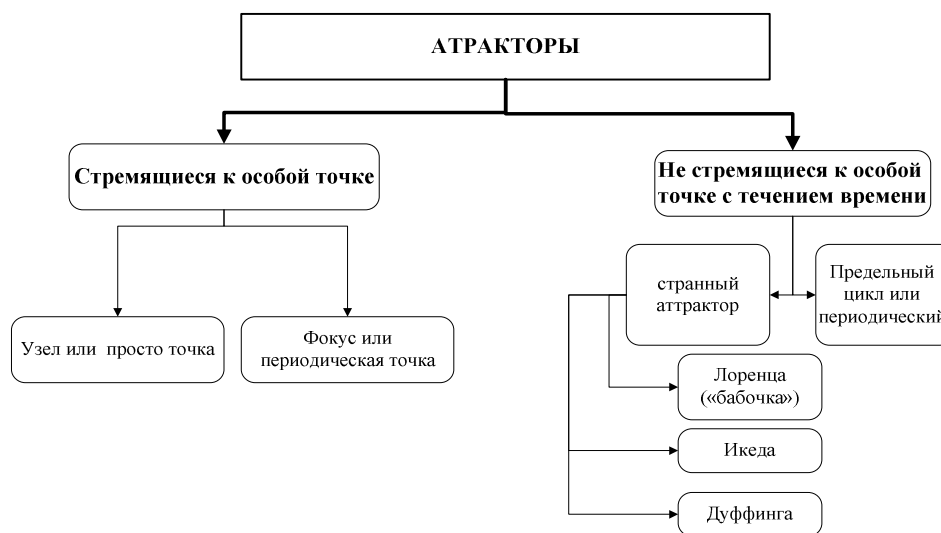 АТРАКТОРЫ
Стремящиеся к особой точке
Не стремящиеся к особой
точке с течением времени
странный
аттрактор
Предельный
цикл или
периодический
Узел или просто точка
Фокус или
периодическая точка
Лоренца
(«бабочка»)
Икеда
Дуффинга